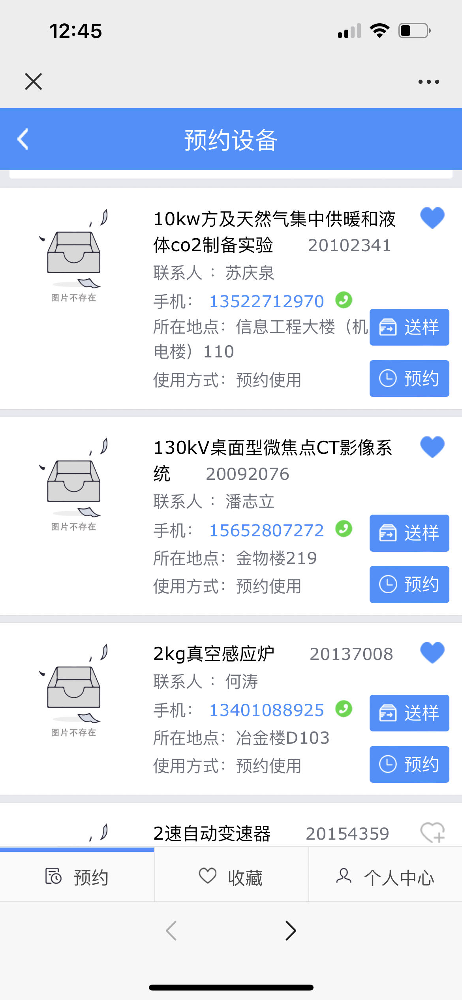 12:45
预约设备
10kw方及天然气集中供暖和液
体co2制备实验 20102341
联系人 : 苏庆泉
手机: 13522712970
所在地点: 信息工程大楼（机
电楼）110
使用方式: 预约使用
图片不存在
送样
预约
130kV桌面型微焦点CT影像系
统 20092076
联系人 : 潘志立
手机: 15652807272
所在地点: 金物楼219
使用方式: 预约使用
图片不存在
送样
预约
2kg真空感应炉 20137008
联系人 : 何涛
手机: 13401088925
所在地点: 冶金楼D103
使用方式: 预约使用
图片不存在
送样
预约
2速自动变速器 20154359
预约 收藏 个人中心